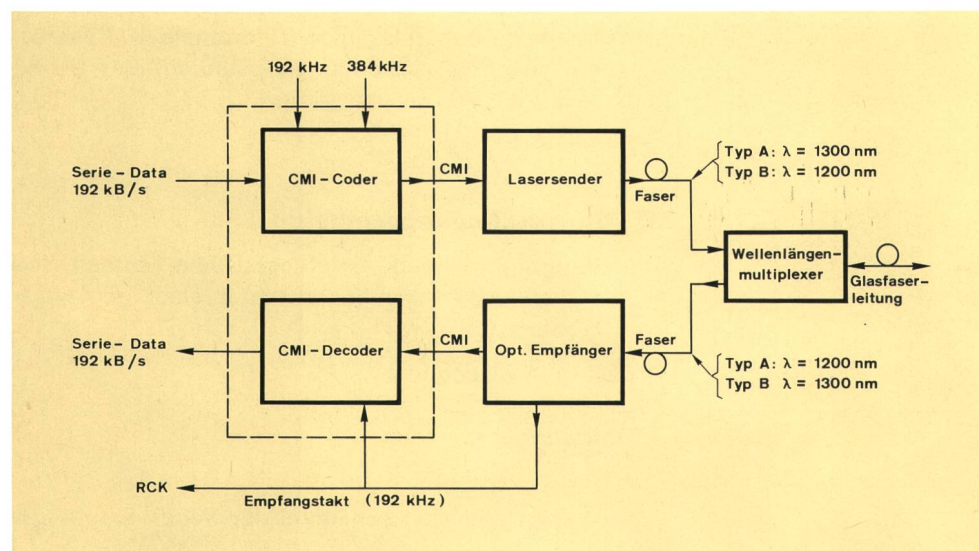 192 kHz 384kHz
Serie - Data
192 kB/s
CMI - Coder
CMI
Lasersender
Faser
Typ A: λ = 1300 nm
Typ B: λ = 1200 nm
Wellenlängen-
multiplexer
Glasfaser-
leitung
Serie - Data
192 kB/s
CMI - Decoder
CMI
Opt. Empfänger
Faser
Typ A: λ = 1200 nm
Typ B λ = 1300 nm
RCK
Empfangstakt (192 kHz)